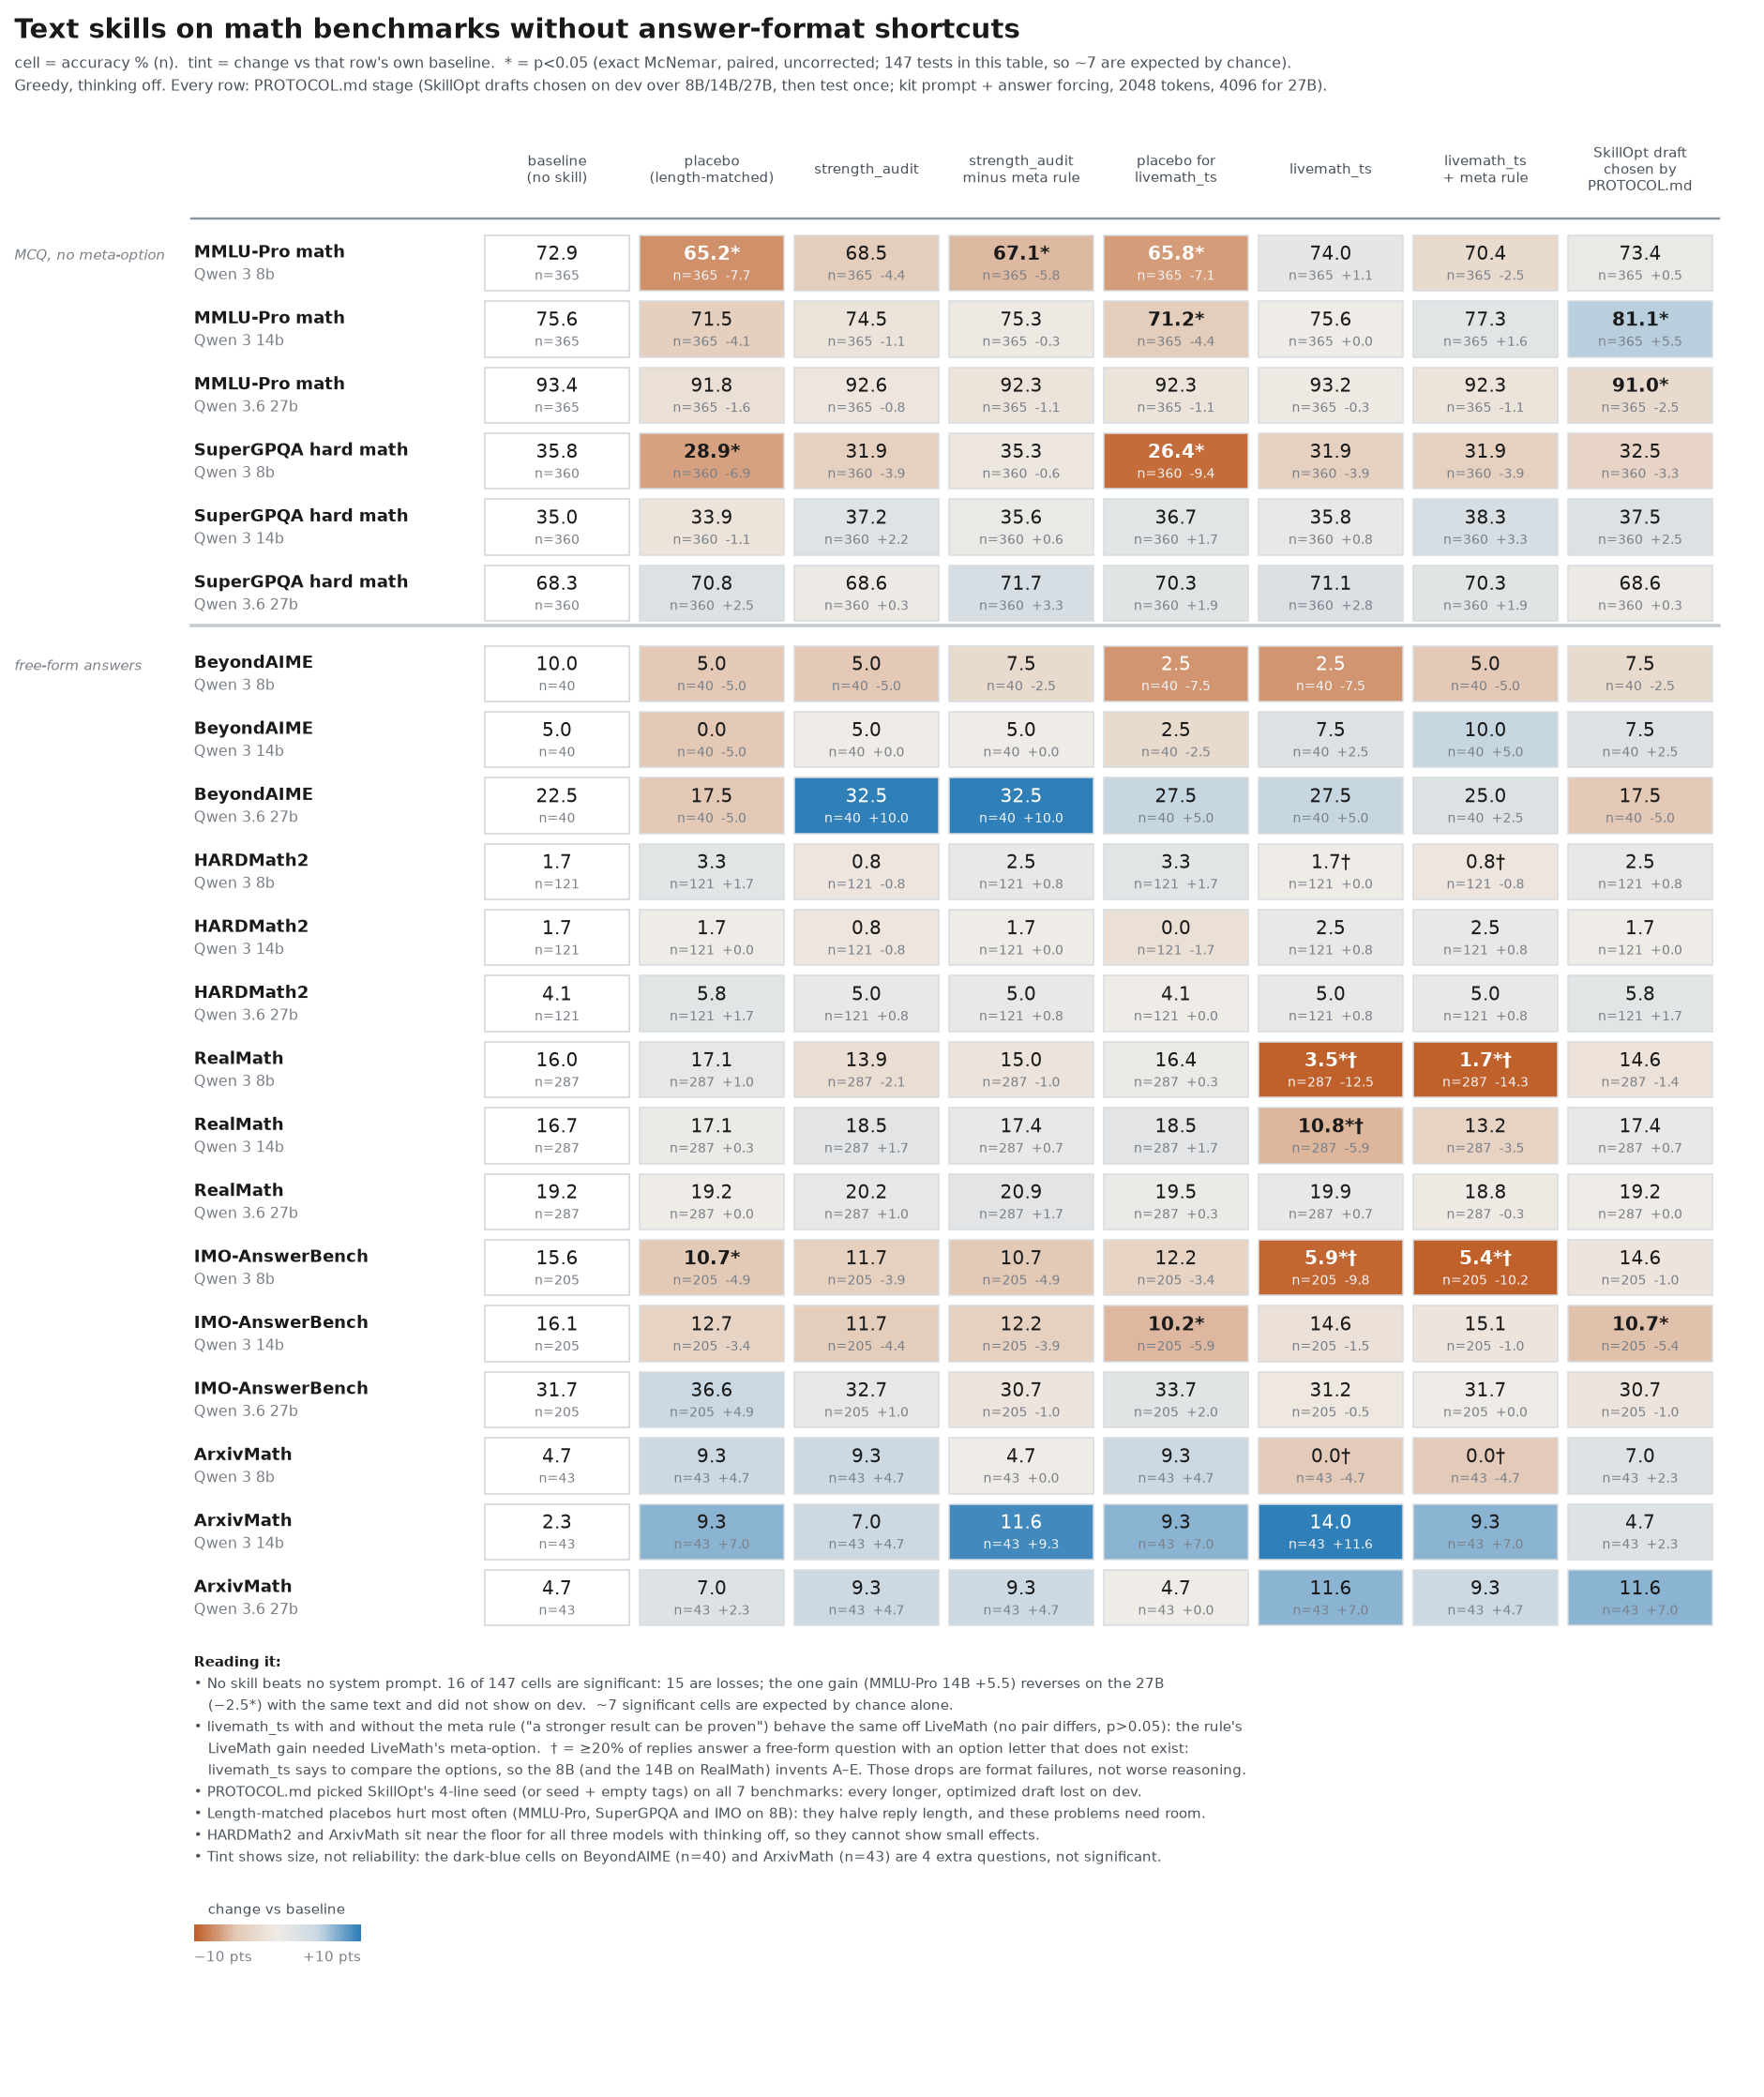 Text skills on math benchmarks without answer-format shortcuts
cell = accuracy % (n).  tint = change vs that row's own baseline.  * = p<0.05 (exact McNemar, paired, uncorrected; 147 tests in this table, so ~7 are expected by chance).
Greedy, thinking off. Every row: PROTOCOL.md stage (SkillOpt drafts chosen on dev over 8B/14B/27B, then test once; kit prompt + answer forcing, 2048 tokens, 4096 for 27B).
baseline (no skill)
placebo (length-matched)
strength_audit
strength_audit minus meta rule
placebo for livemath_ts
livemath_ts
livemath_ts + meta rule
SkillOpt draft chosen by PROTOCOL.md
MCQ, no meta-option
MMLU-Pro math 72.9 65.2* 68.5 67.1* 65.8* 74.0 70.4 73.4
Qwen 3 8b n=365 n=365 -7.7 n=365 -4.4 n=365 -5.8 n=365 -7.1 n=365 +1.1 n=365 -2.5 n=365 +0.5
MMLU-Pro math 75.6 71.5 74.5 75.3 71.2* 75.6 77.3 81.1*
Qwen 3 14b n=365 n=365 -4.1 n=365 -1.1 n=365 -0.3 n=365 -4.4 n=365 +0.0 n=365 +1.6 n=365 +5.5
MMLU-Pro math 93.4 91.8 92.6 92.3 92.3 93.2 92.3 91.0*
Qwen 3.6 27b n=365 n=365 -1.6 n=365 -0.8 n=365 -1.1 n=365 -1.1 n=365 -0.3 n=365 -1.1 n=365 -2.5
SuperGPQA hard math 35.8 28.9* 31.9 35.3 26.4* 31.9 31.9 32.5
Qwen 3 8b n=360 n=360 -6.9 n=360 -3.9 n=360 -0.6 n=360 -9.4 n=360 -3.9 n=360 -3.9 n=360 -3.3
SuperGPQA hard math 35.0 33.9 37.2 35.6 36.7 35.8 38.3 37.5
Qwen 3 14b n=360 n=360 -1.1 n=360 +2.2 n=360 +0.6 n=360 +1.7 n=360 +0.8 n=360 +3.3 n=360 +2.5
SuperGPQA hard math 68.3 70.8 68.6 71.7 70.3 71.1 70.3 68.6
Qwen 3.6 27b n=360 n=360 +2.5 n=360 +0.3 n=360 +3.3 n=360 +1.9 n=360 +2.8 n=360 +1.9 n=360 +0.3
free-form answers
BeyondAIME 10.0 5.0 5.0 7.5 2.5 2.5 5.0 7.5
Qwen 3 8b n=40 n=40 -5.0 n=40 -5.0 n=40 -2.5 n=40 -7.5 n=40 -7.5 n=40 -5.0 n=40 -2.5
BeyondAIME 5.0 0.0 5.0 5.0 2.5 7.5 10.0 7.5
Qwen 3 14b n=40 n=40 -5.0 n=40 +0.0 n=40 +0.0 n=40 -2.5 n=40 +2.5 n=40 +5.0 n=40 +2.5
BeyondAIME 22.5 17.5 32.5 32.5 27.5 27.5 25.0 17.5
Qwen 3.6 27b n=40 n=40 -5.0 n=40 +10.0 n=40 +10.0 n=40 +5.0 n=40 +5.0 n=40 +2.5 n=40 -5.0
HARDMath2 1.7 3.3 0.8 2.5 3.3 1.7† 0.8† 2.5
Qwen 3 8b n=121 n=121 +1.7 n=121 -0.8 n=121 +0.8 n=121 +1.7 n=121 +0.0 n=121 -0.8 n=121 +0.8
HARDMath2 1.7 1.7 0.8 1.7 0.0 2.5 2.5 1.7
Qwen 3 14b n=121 n=121 +0.0 n=121 -0.8 n=121 +0.0 n=121 -1.7 n=121 +0.8 n=121 +0.8 n=121 +0.0
HARDMath2 4.1 5.8 5.0 5.0 4.1 5.0 5.0 5.8
Qwen 3.6 27b n=121 n=121 +1.7 n=121 +0.8 n=121 +0.8 n=121 +0.0 n=121 +0.8 n=121 +0.8 n=121 +1.7
RealMath 16.0 17.1 13.9 15.0 16.4 3.5*† 1.7*† 14.6
Qwen 3 8b n=287 n=287 +1.0 n=287 -2.1 n=287 -1.0 n=287 +0.3 n=287 -12.5 n=287 -14.3 n=287 -1.4
RealMath 16.7 17.1 18.5 17.4 18.5 10.8*† 13.2 17.4
Qwen 3 14b n=287 n=287 +0.3 n=287 +1.7 n=287 +0.7 n=287 +1.7 n=287 -5.9 n=287 -3.5 n=287 +0.7
RealMath 19.2 19.2 20.2 20.9 19.5 19.9 18.8 19.2
Qwen 3.6 27b n=287 n=287 +0.0 n=287 +1.0 n=287 +1.7 n=287 +0.3 n=287 +0.7 n=287 -0.3 n=287 +0.0
IMO-AnswerBench 15.6 10.7* 11.7 10.7 12.2 5.9*† 5.4*† 14.6
Qwen 3 8b n=205 n=205 -4.9 n=205 -3.9 n=205 -4.9 n=205 -3.4 n=205 -9.8 n=205 -10.2 n=205 -1.0
IMO-AnswerBench 16.1 12.7 11.7 12.2 10.2* 14.6 15.1 10.7*
Qwen 3 14b n=205 n=205 -3.4 n=205 -4.4 n=205 -3.9 n=205 -5.9 n=205 -1.5 n=205 -1.0 n=205 -5.4
IMO-AnswerBench 31.7 36.6 32.7 30.7 33.7 31.2 31.7 30.7
Qwen 3.6 27b n=205 n=205 +4.9 n=205 +1.0 n=205 -1.0 n=205 +2.0 n=205 -0.5 n=205 +0.0 n=205 -1.0
ArxivMath 4.7 9.3 9.3 4.7 9.3 0.0† 0.0† 7.0
Qwen 3 8b n=43 n=43 +4.7 n=43 +4.7 n=43 +0.0 n=43 +4.7 n=43 -4.7 n=43 -4.7 n=43 +2.3
ArxivMath 2.3 9.3 7.0 11.6 9.3 14.0 9.3 4.7
Qwen 3 14b n=43 n=43 +7.0 n=43 +4.7 n=43 +9.3 n=43 +7.0 n=43 +11.6 n=43 +7.0 n=43 +2.3
ArxivMath 4.7 7.0 9.3 9.3 4.7 11.6 9.3 11.6
Qwen 3.6 27b n=43 n=43 +2.3 n=43 +4.7 n=43 +4.7 n=43 +0.0 n=43 +7.0 n=43 +4.7 n=43 +7.0
Reading it:
• No skill beats no system prompt. 16 of 147 cells are significant: 15 are losses; the one gain (MMLU-Pro 14B +5.5) reverses on the 27B
(−2.5*) with the same text and did not show on dev.  ~7 significant cells are expected by chance alone.
• livemath_ts with and without the meta rule ("a stronger result can be proven") behave the same off LiveMath (no pair differs, p>0.05): the rule's
LiveMath gain needed LiveMath's meta-option.  † = ≥20% of replies answer a free-form question with an option letter that does not exist:
livemath_ts says to compare the options, so the 8B (and the 14B on RealMath) invents A–E. Those drops are format failures, not worse reasoning.
• PROTOCOL.md picked SkillOpt's 4-line seed (or seed + empty tags) on all 7 benchmarks: every longer, optimized draft lost on dev.
• Length-matched placebos hurt most often (MMLU-Pro, SuperGPQA and IMO on 8B): they halve reply length, and these problems need room.
• HARDMath2 and ArxivMath sit near the floor for all three models with thinking off, so they cannot show small effects.
• Tint shows size, not reliability: the dark-blue cells on BeyondAIME (n=40) and ArxivMath (n=43) are 4 extra questions, not significant.
change vs baseline
−10 pts +10 pts